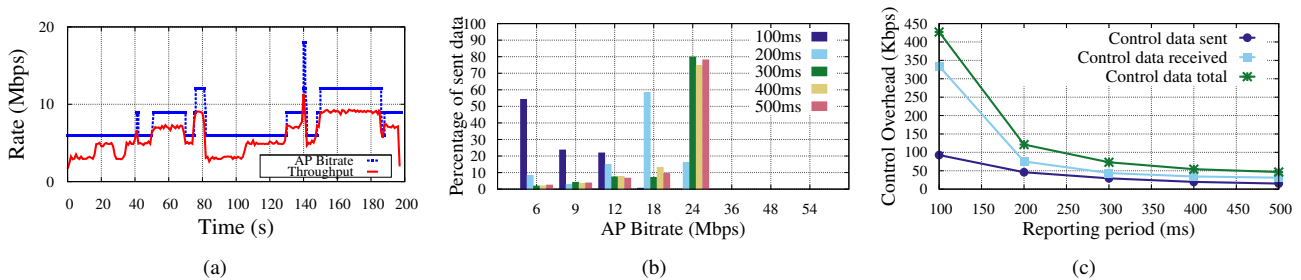 20
10
0
Rate (Mbps)
0 20 40 60 80 100 120 140 160 180 200
Time (s)
AP Bitrate
Throughput
(a)
100
90
80
70
60
50
40
30
20
10
0
Percentage of sent data
6 9 12 18 24 36 48 54
AP Bitrate (Mbps)
100ms
200ms
300ms
400ms
500ms
(b)
450
400
350
300
250
200
150
100
50
0
Control Overhead (Kbps)
100 200 300 400 500
Reporting period (ms)
Control data sent
Control data received
Control data total
(c)